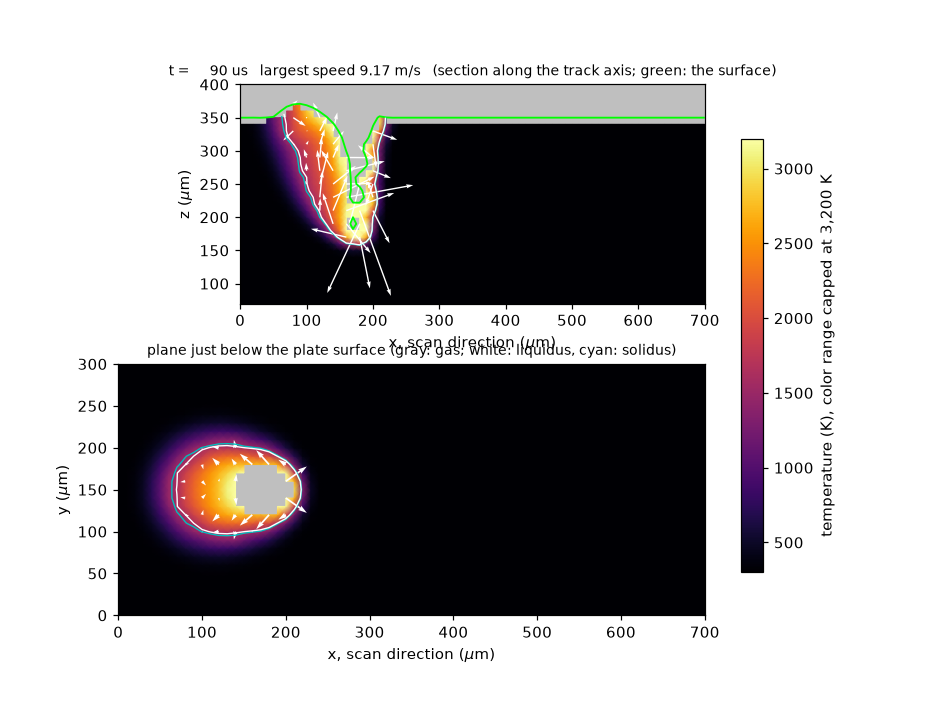 t =     90 us   largest speed 9.17 m/s   (section along the track axis; green: the surface)
400
350
300
250
200
150
100
z (μm)
0 100 200 300 400 500 600 700
x, scan direction (μm)
plane just below the plate surface (gray: gas; white: liquidus, cyan: solidus)
300
250
200
150
100
50
0
y (μm)
0 100 200 300 400 500 600 700
x, scan direction (μm)
3000
2500
2000
1500
1000
500
temperature (K), color range capped at 3,200 K